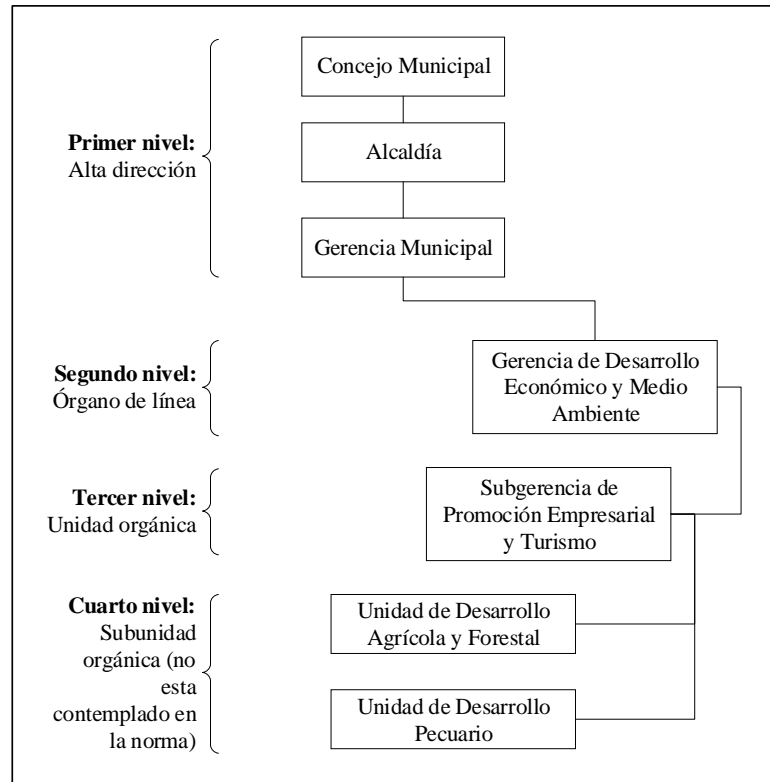 Concejo Municipal
Primer nivel:
Alta dirección
Alcaldía
Gerencia Municipal
Segundo nivel:
Órgano de línea
Gerencia de Desarrollo
Económico y Medio
Ambiente
Tercer nivel:
Unidad orgánica
Subgerencia de
Promoción Empresarial
y Turismo
Cuarto nivel:
Subunidad
orgánica (no
esta
contemplado en
la norma)
Unidad de Desarrollo
Agrícola y Forestal
Unidad de Desarrollo
Pecuario